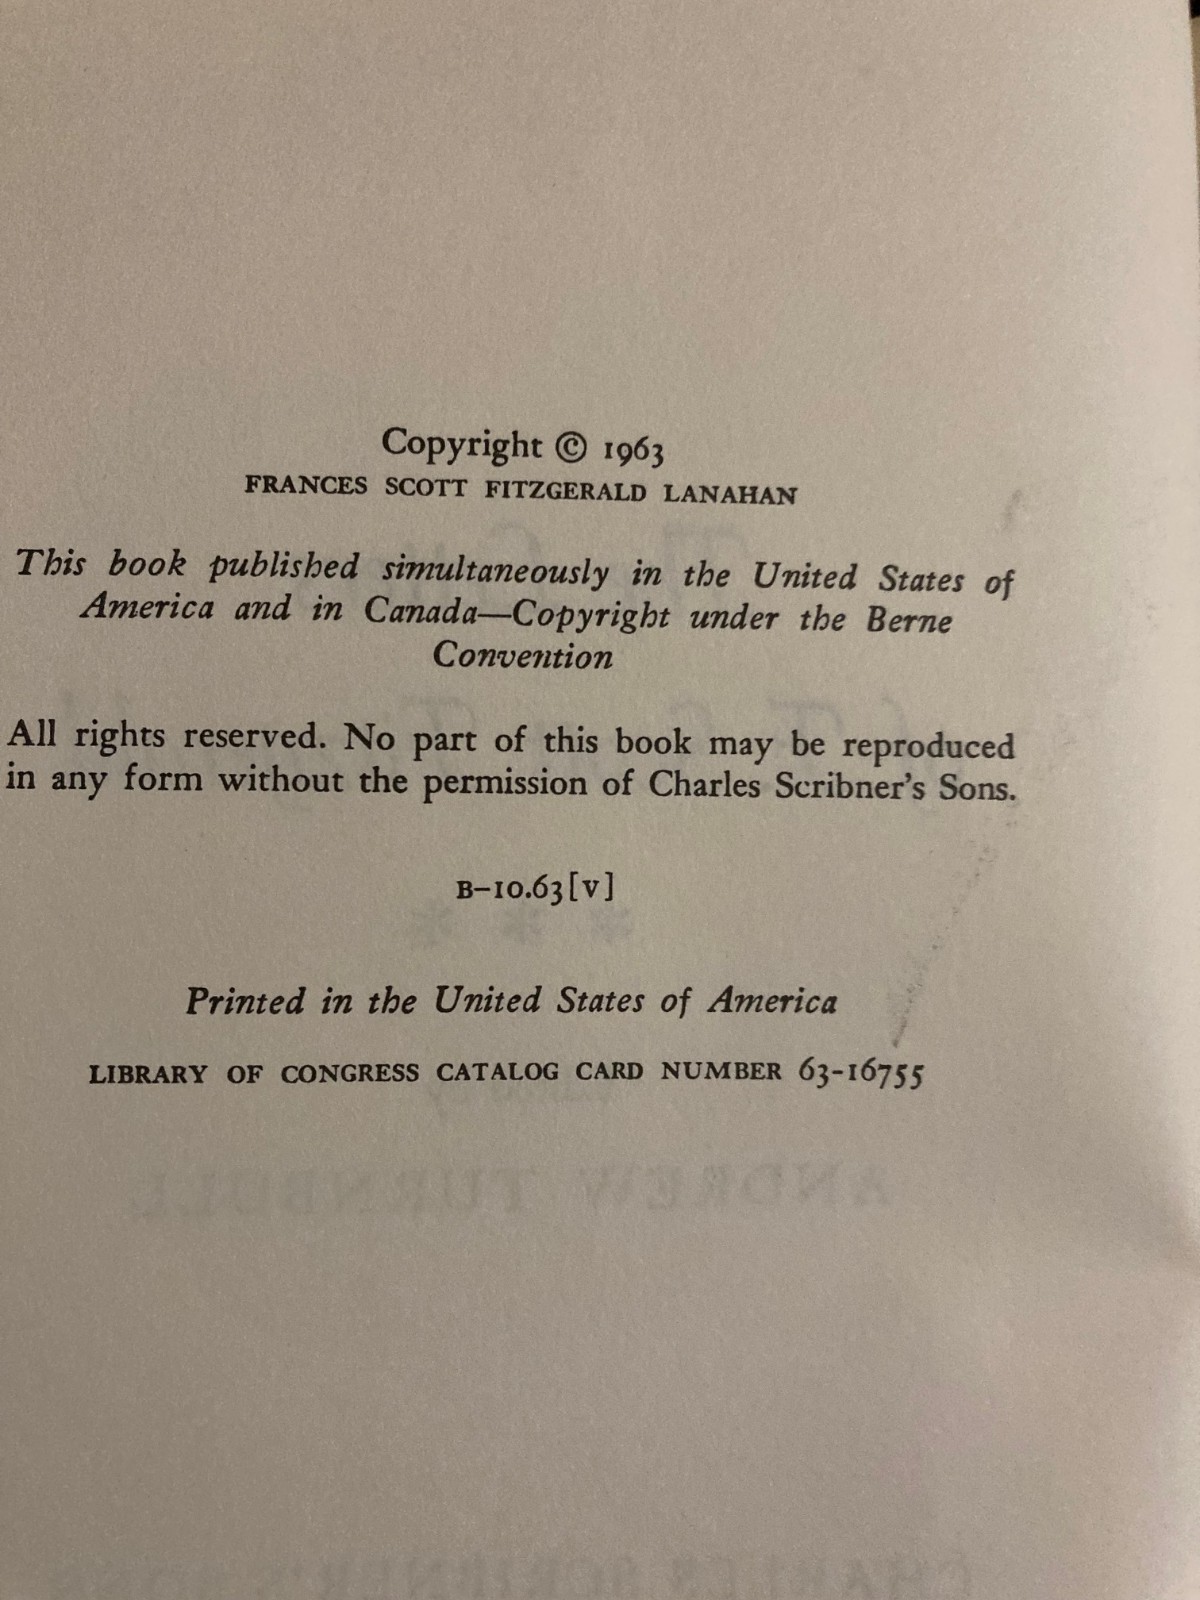 Copyright © 1963
FRANCES SCOTT FITZGERALD LANAHAN
This book published simultaneously in the United States of
America and in Canada—Copyright under the Berne
Convention
All rights reserved. No part of this book may be reproduced
in any form without the permission of Charles Scribner's Sons.
B–10.63[V]
Printed in the United States of America
LIBRARY OF CONGRESS CATALOG CARD NUMBER 63-16755
ANDREW TURNBULL